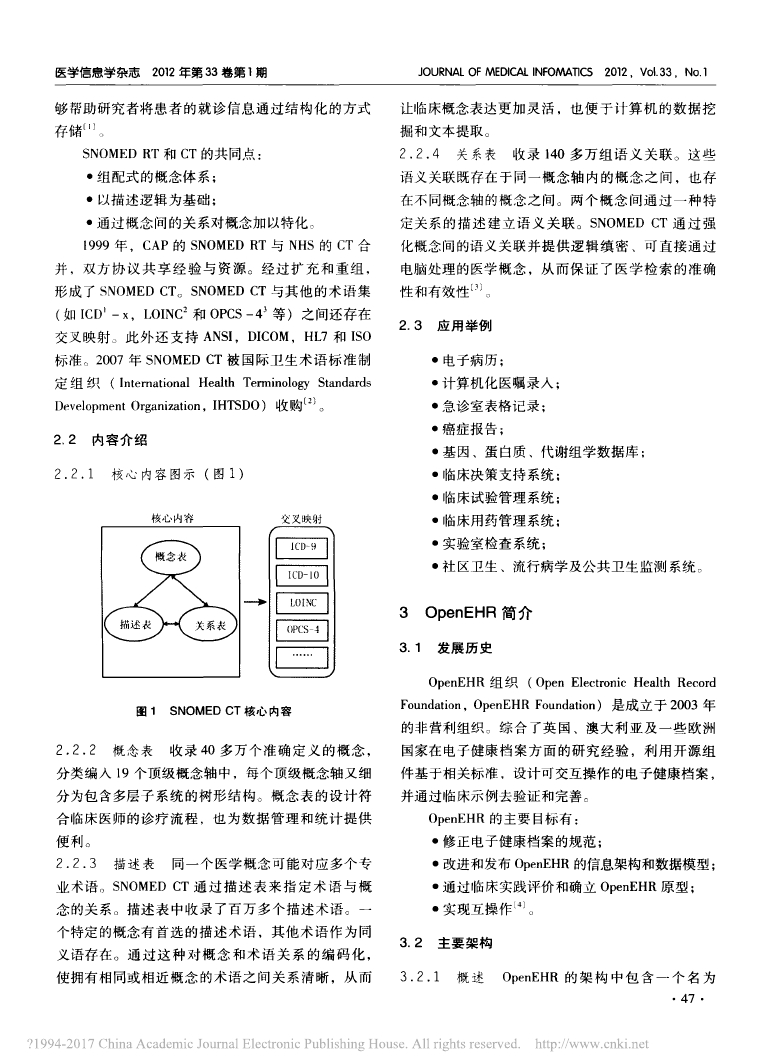 医学信息学杂志 2012 年第 33 卷第 1 期
JOURNAL OF MEDICAL INFOMATICS 2012, Vol.33, No.1
够帮助研究者将患者的就诊信息通过结构化的方式
存储[1]。
SNOMED RT 和 CT 的共同点：
●组配式的概念体系；
●以描述逻辑为基础；
●通过概念间的关系对概念加以特化。
1999 年，CAP 的 SNOMED RT 与 NHS 的 CT 合
并，双方协议共享经验与资源。经过扩充和重组，
形成了 SNOMED CT。SNOMED CT 与其他的术语集
（如 ICD¹ －x，LOINC² 和 OPCS －4³ 等）之间还存在
交叉映射。此外还支持 ANSI，DICOM，HL7 和 ISO
标准。2007 年 SNOMED CT 被国际卫生术语标准制
定组织（International Health Terminology Standards
Development Organization，IHTSDO）收购[2]。
2.2 内容介绍
2.2.1 核心内容图示（图1）
核心内容
交叉映射
概念表
描述表
关系表
ICD-9
ICD-10
LOINC
OPCS-4
……
图 1 SNOMED CT 核心内容
2.2.2 概念表 收录 40 多万个准确定义的概念，
分类编入 19 个顶级概念轴中，每个顶级概念轴又细
分为包含多层子系统的树形结构。概念表的设计符
合临床医师的诊疗流程，也为数据管理和统计提供
便利。
2.2.3 描述表 同一个医学概念可能对应多个专
业术语。SNOMED CT 通过描述表来指定术语与概
念的关系。描述表中收录了百万多个描述术语。一
个特定的概念有首选的描述术语，其他术语作为同
义语存在。通过这种对概念和术语关系的编码化，
使拥有相同或相近概念的术语之间关系清晰，从而
让临床概念表达更加灵活，也便于计算机的数据挖
掘和文本提取。
2.2.4 关系表 收录 140 多万组语义关联。这些
语义关联既存在于同一概念轴内的概念之间，也存
在不同概念轴的概念之间。两个概念间通过一种特
定关系的描述建立语义关联。SNOMED CT 通过强
化概念间的语义关联并提供逻辑缜密、可直接通过
电脑处理的医学概念，从而保证了医学检索的准确
性和有效性[3]。
2.3 应用举例
●电子病历；
●计算机化医嘱录入；
●急诊室表格记录；
●癌症报告；
●基因、蛋白质、代谢组学数据库；
●临床决策支持系统；
●临床试验管理系统；
●临床用药管理系统；
●实验室检查系统；
●社区卫生、流行病学及公共卫生监测系统。
3 OpenEHR 简介
3.1 发展历史
OpenEHR 组织（Open Electronic Health Record
Foundation，OpenEHR Foundation）是成立于 2003 年
的非营利组织。综合了英国、澳大利亚及一些欧洲
国家在电子健康档案方面的研究经验，利用开源组
件基于相关标准，设计可交互操作的电子健康档案，
并通过临床示例去验证和完善。
OpenEHR 的主要目标有：
●修正电子健康档案的规范；
●改进和发布 OpenEHR 的信息架构和数据模型；
●通过临床实践评价和确立 OpenEHR 原型；
●实现互操作[4]。
3.2 主要架构
3.2.1 概述 OpenEHR 的架构中包含一个名为
·47·
?1994-2017 China Academic Journal Electronic Publishing House. All rights reserved. http://www.cnki.net